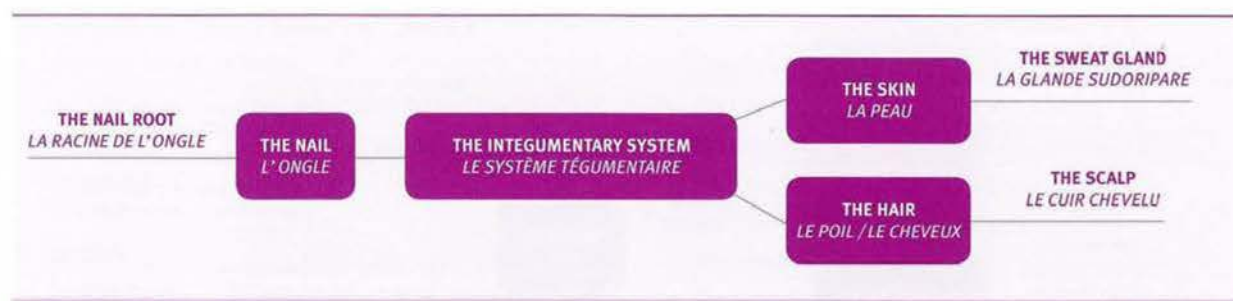 THE NAIL ROOT
LA RACINE DE L'ONGLE
THE NAIL
L' ONGLE
THE INTEGUMENTARY SYSTEM
LE SYSTÈME TÉGUMENTAIRE
THE SKIN
LA PEAU
THE SWEAT GLAND
LA GLANDE SUDORIPARE
THE HAIR
LE POIL / LE CHEVEUX
THE SCALP
LE CUIR CHEVELU